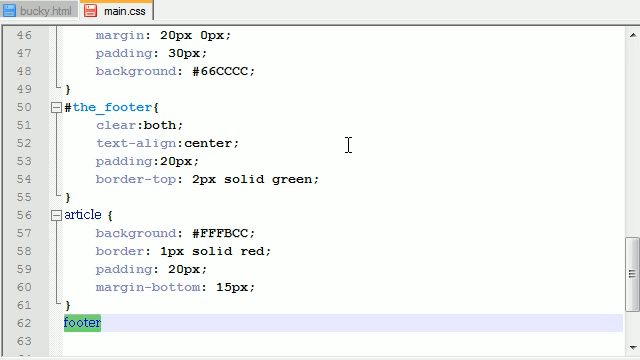 bucky.html main.css
46 margin: 20px 0px;
47 padding: 30px;
48 background: #66CCCC;
49 }
50 #the_footer{
51 clear:both;
52 text-align:center;
53 padding:20px;
54 border-top: 2px solid green;
55 }
56 article {
57 background: #FFFBCC;
58 border: 1px solid red;
59 padding: 20px;
60 margin-bottom: 15px;
61 }
62 footer
63